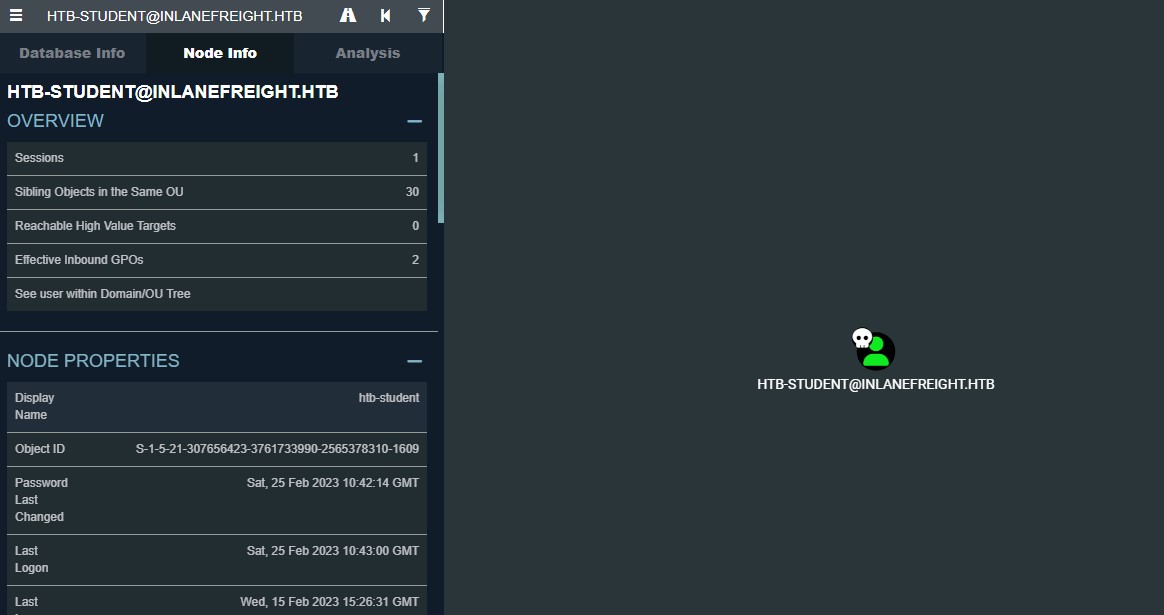 HTB-STUDENT@INLANEFREIGHT.HTB
Database Info Node Info Analysis
HTB-STUDENT@INLANEFREIGHT.HTB
OVERVIEW
Sessions 1
Sibling Objects in the Same OU 30
Reachable High Value Targets 0
Effective Inbound GPOs 2
See user within Domain/OU Tree
NODE PROPERTIES
Display htb-student
Name
Object ID S-1-5-21-307656423-3761733990-2565378310-1609
Password Sat, 25 Feb 2023 10:42:14 GMT
Last
Changed
Last Sat, 25 Feb 2023 10:43:00 GMT
Logon
Last Wed, 15 Feb 2023 15:26:31 GMT
HTB-STUDENT@INLANEFREIGHT.HTB